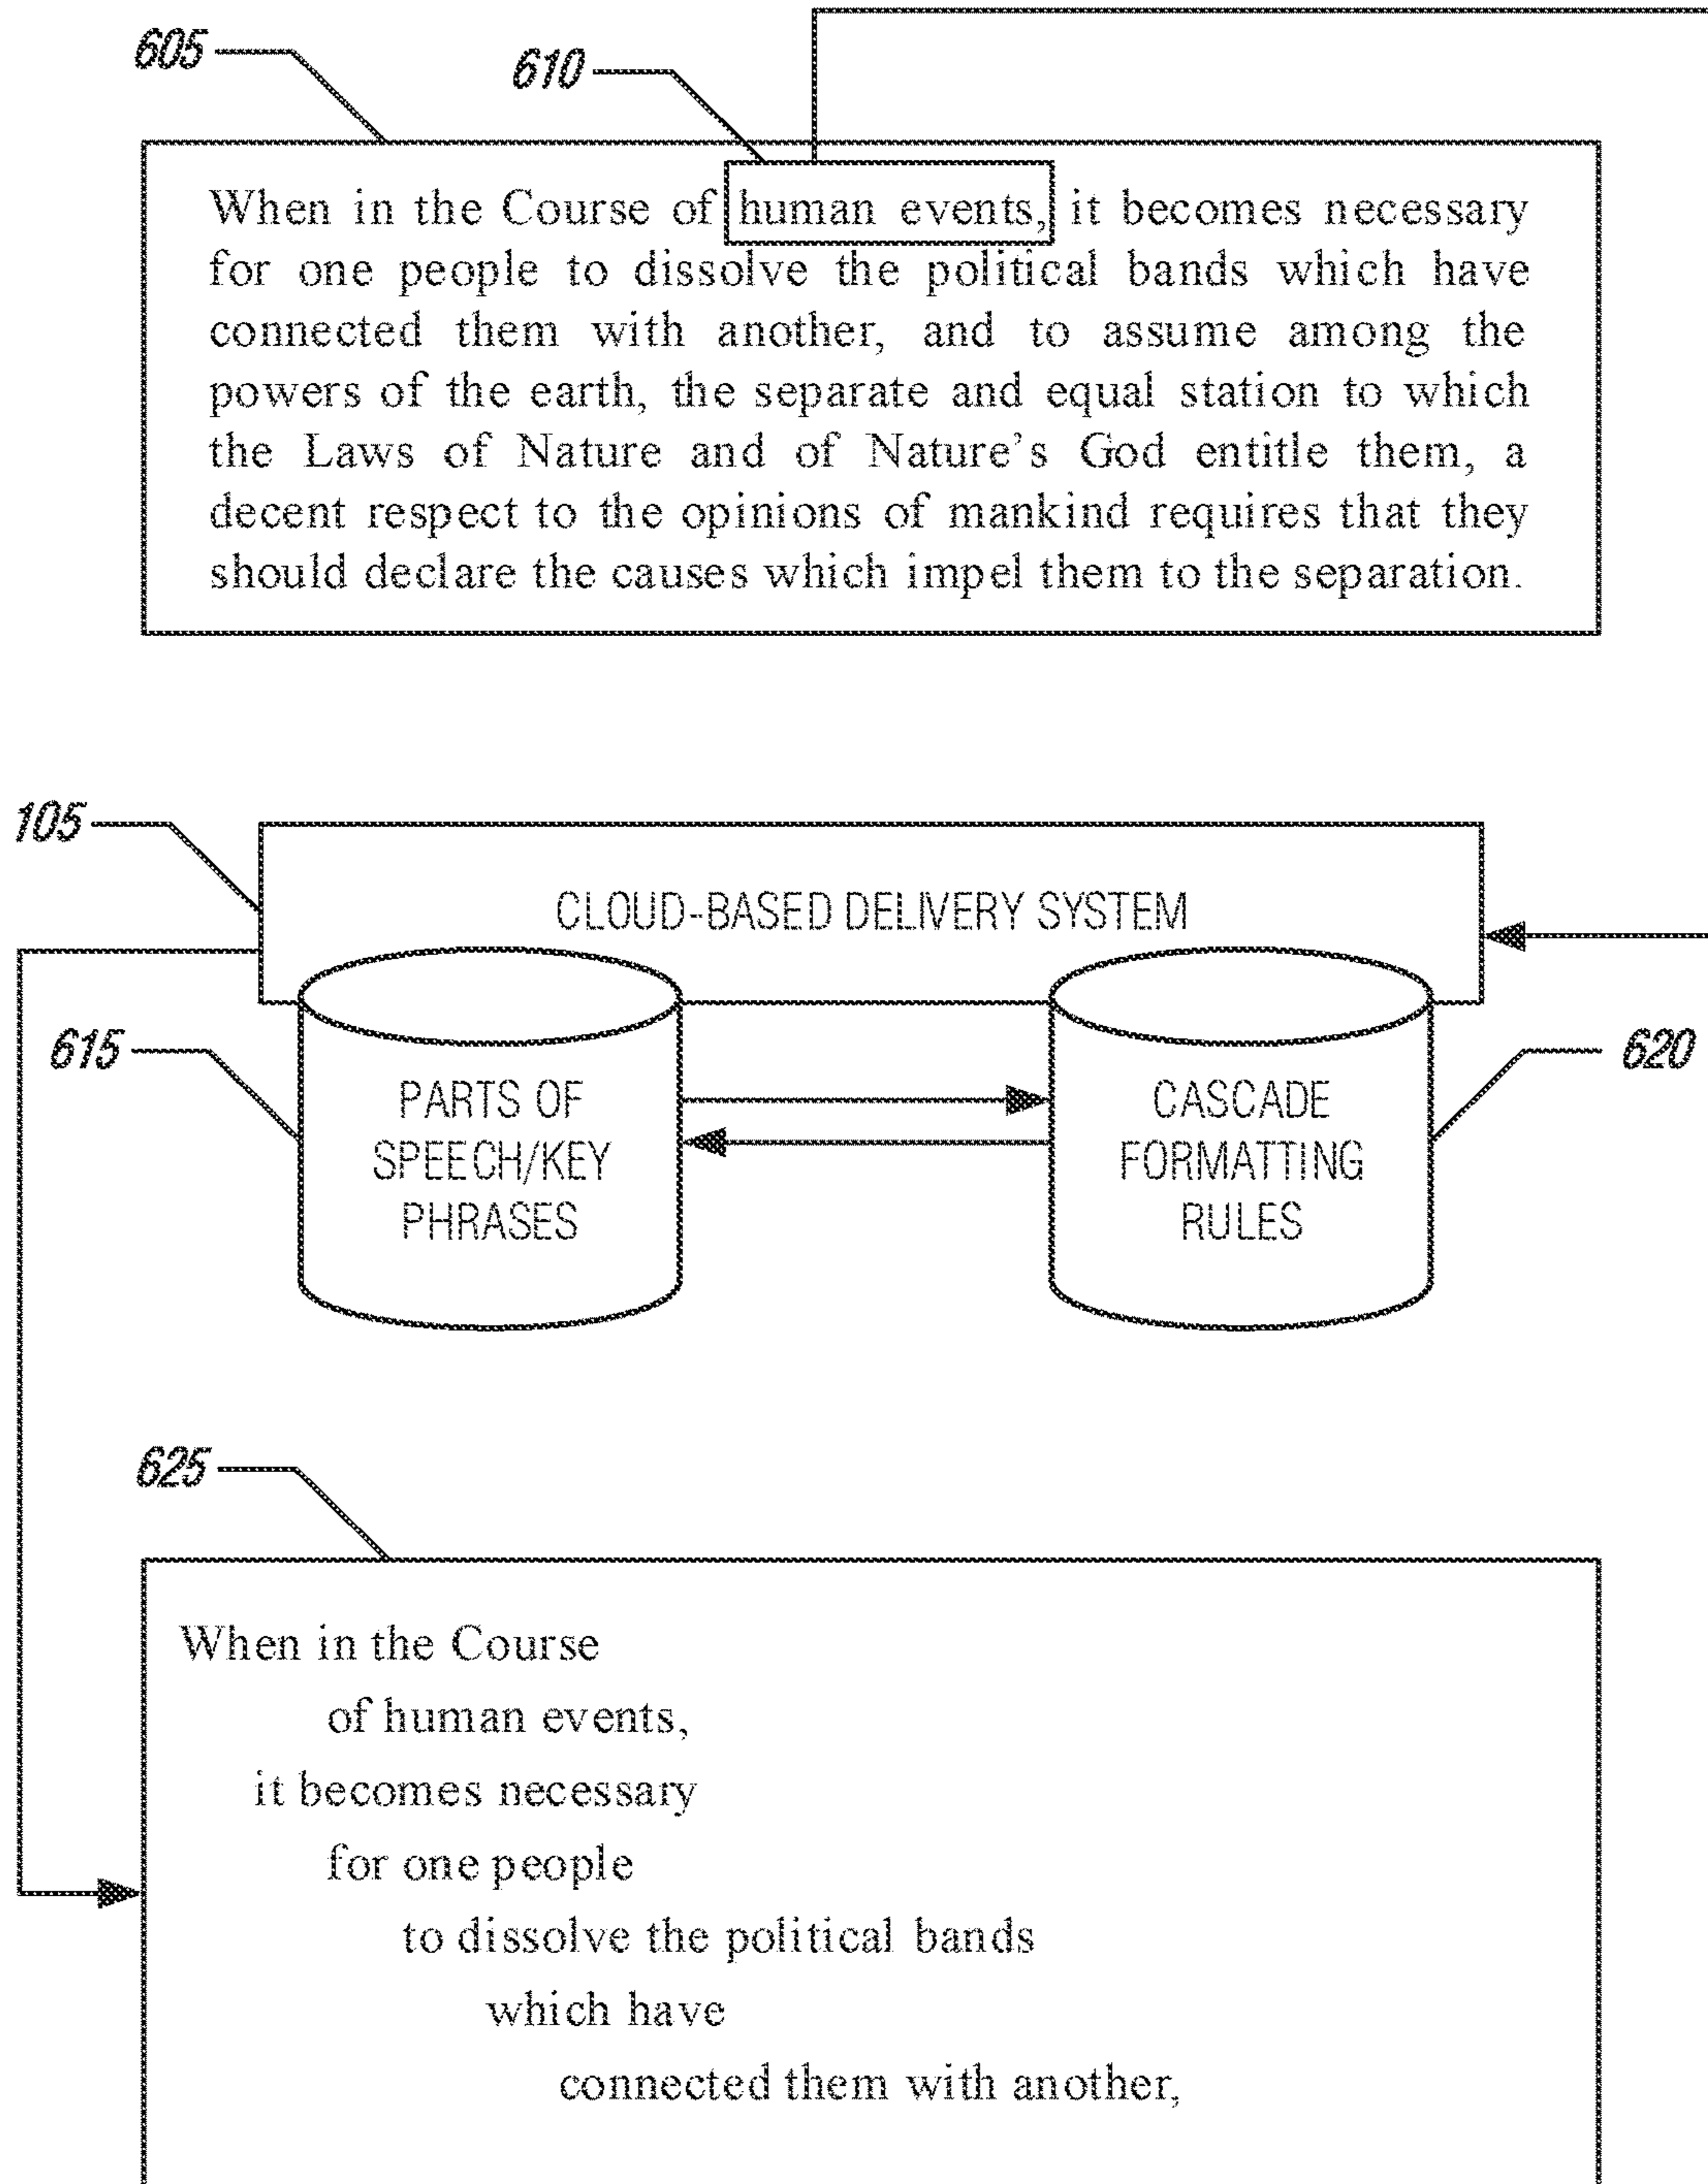 605
610
When in the Course of human events, it becomes necessary
for one people to dissolve the political bands which have
connected them with another, and to assume among the
powers of the earth, the separate and equal station to which
the Laws of Nature and of Nature's God entitle them, a
decent respect to the opinions of mankind requires that they
should declare the causes which impel them to the separation.
105
CLOUD-BASED DELIVERY SYSTEM
615
PARTS OF
SPEECH/KEY
PHRASES
CASCADE
FORMATTING
RULES
620
625
When in the Course
of human events,
it becomes necessary
for one people
to dissolve the political bands
which have
connected them with another,